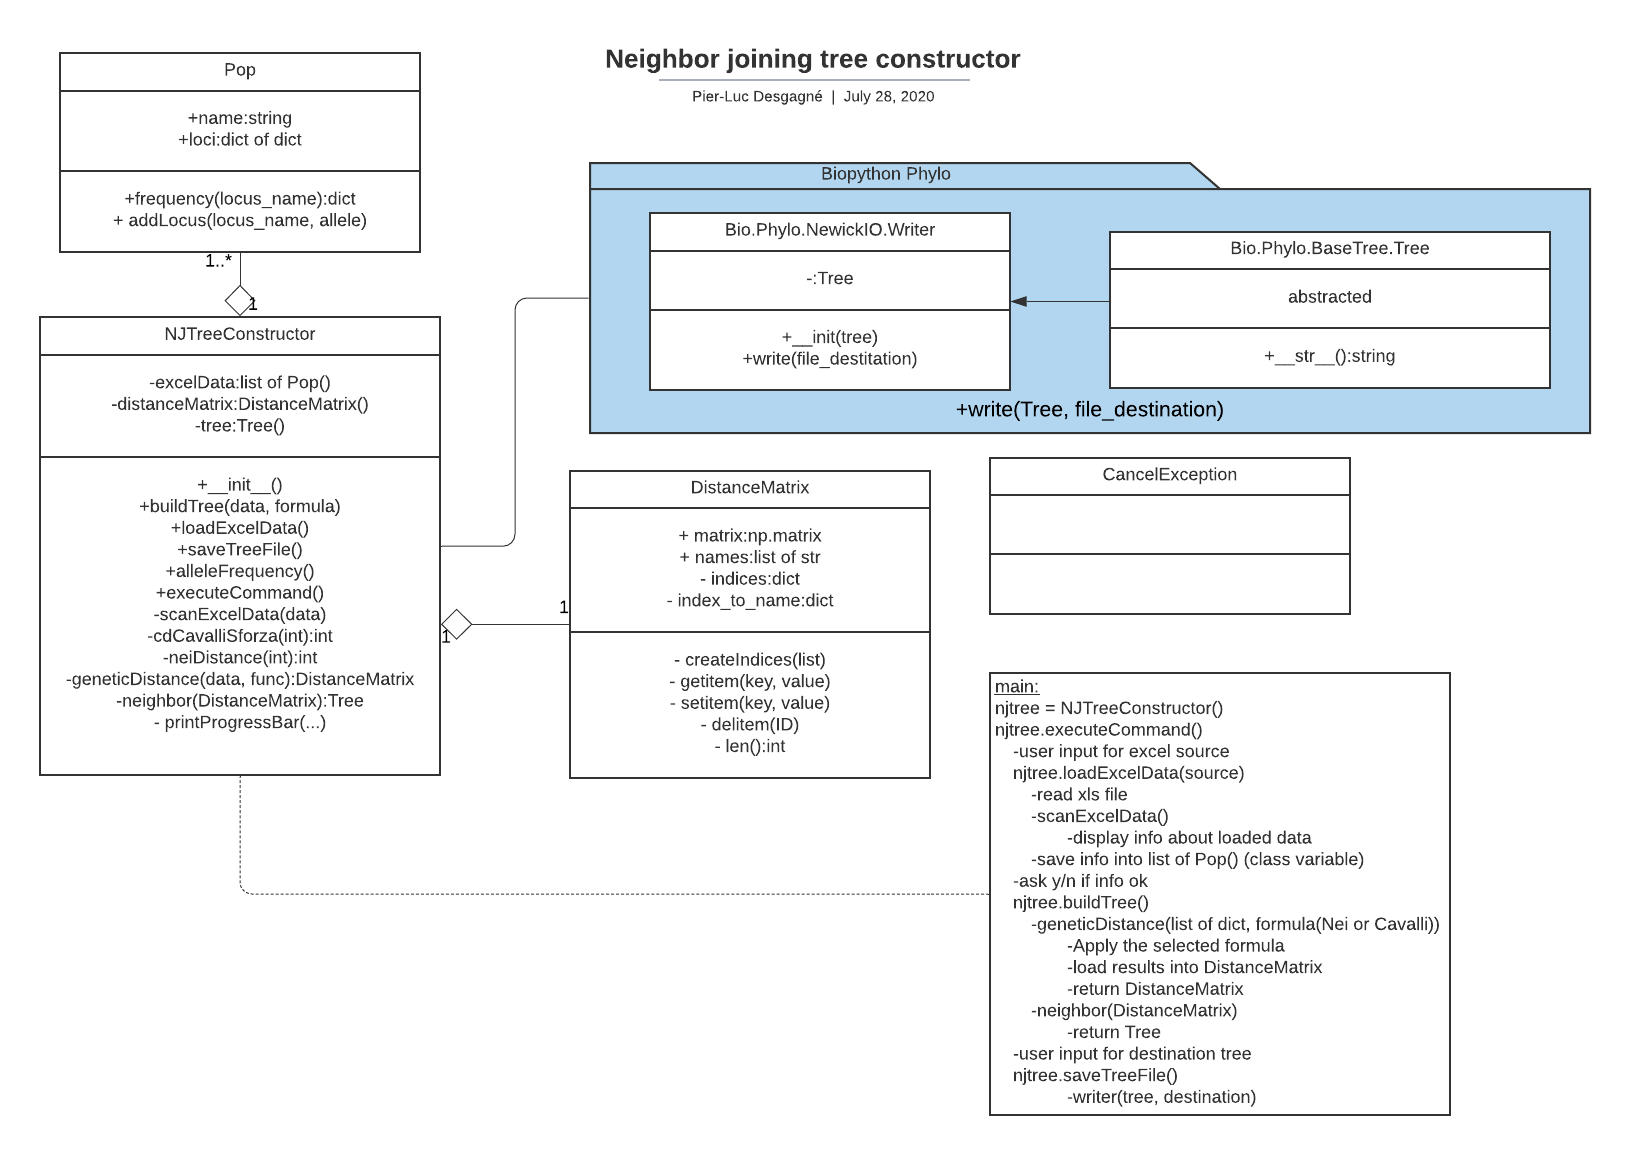 Neighbor joining tree constructor
Pier-Luc Desgagné | July 28, 2020
Pop
+name:string
+loci:dict of dict
+frequency(locus_name):dict
+ addLocus(locus_name, allele)
1..*
1
NJTreeConstructor
-excelData:list of Pop()
-distanceMatrix:DistanceMatrix()
-tree:Tree()
+__init__()
+buildTree(data, formula)
+loadExcelData()
+saveTreeFile()
+alleleFrequency()
+executeCommand()
-scanExcelData(data)
-cdCavalliSforza(int):int
-neiDistance(int):int
-geneticDistance(data, func):DistanceMatrix
-neighbor(DistanceMatrix):Tree
- printProgressBar(...)
Biopython Phylo
Bio.Phylo.NewickIO.Writer
-:Tree
+__init(tree)
+write(file_destitation)
Bio.Phylo.BaseTree.Tree
abstracted
+__str__():string
+write(Tree, file_destination)
1
1
DistanceMatrix
+ matrix:np.matrix
+ names:list of str
- indices:dict
- index_to_name:dict
- createIndices(list)
- getitem(key, value)
- setitem(key, value)
- delitem(ID)
- len():int
CancelException
main:
njtree = NJTreeConstructor()
njtree.executeCommand()
-user input for excel source
njtree.loadExcelData(source)
-read xls file
-scanExcelData()
-display info about loaded data
-save info into list of Pop() (class variable)
-ask y/n if info ok
njtree.buildTree()
-geneticDistance(list of dict, formula(Nei or Cavalli))
-Apply the selected formula
-load results into DistanceMatrix
-return DistanceMatrix
-neighbor(DistanceMatrix)
-return Tree
-user input for destination tree
njtree.saveTreeFile()
-writer(tree, destination)